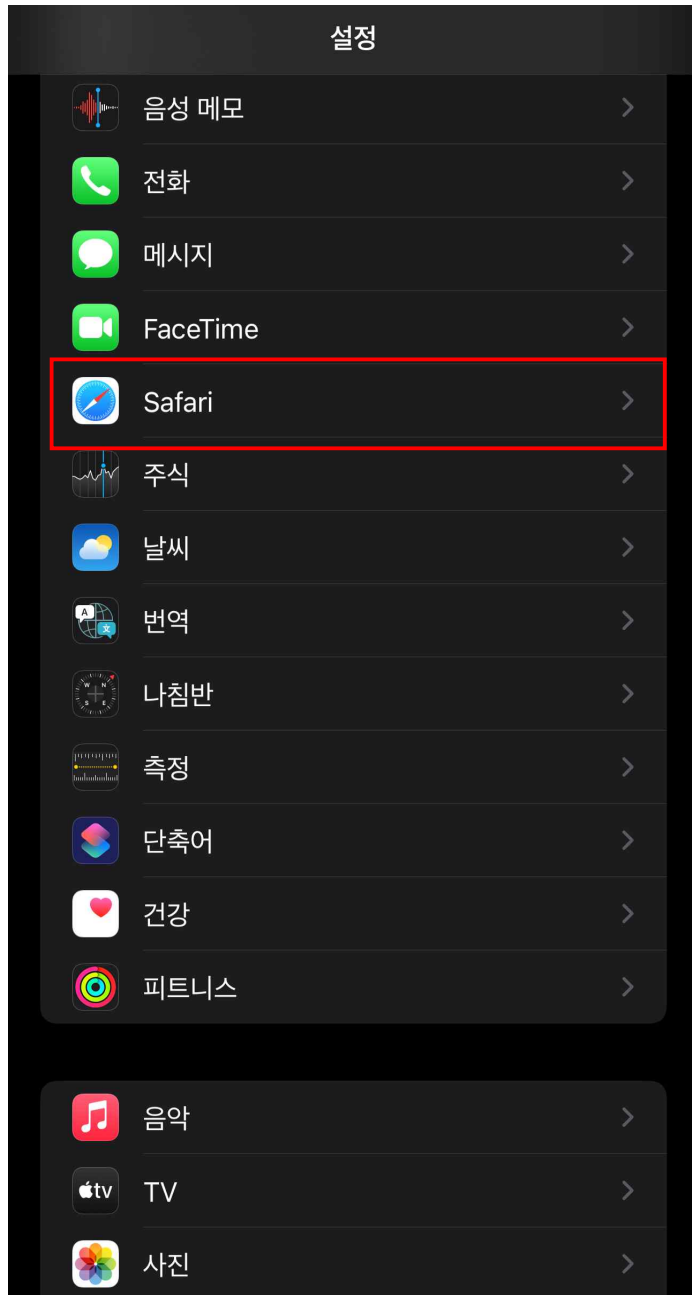 설정
음성 메모
전화
메시지
FaceTime
Safari
주식
날씨
번역
나침반
측정
단축어
건강
피트니스
음악
tv TV
사진